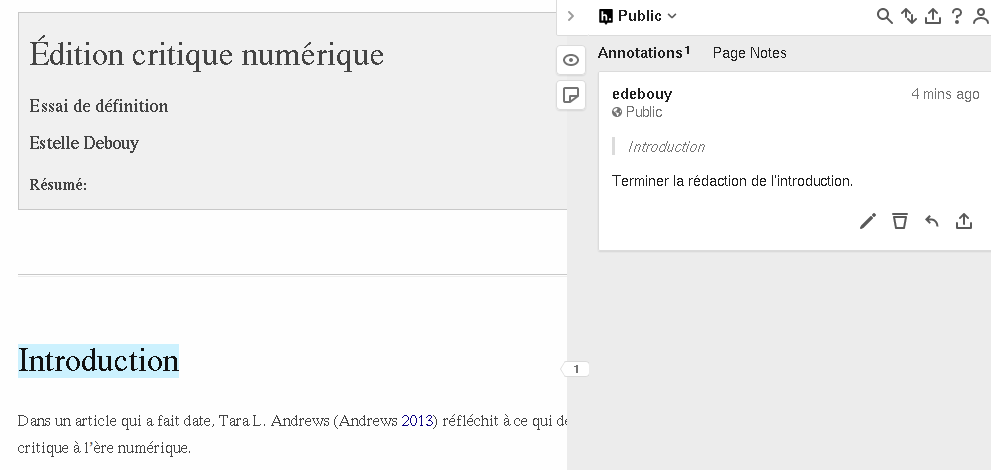 Édition critique numérique
Essai de définition
Estelle Debouy
Résumé:
Introduction
Dans un article qui a fait date, Tara L. Andrews (Andrews 2013) réfléchit à ce qui
critique à l’ère numérique.
h. Public
Annotations 1 Page Notes
edebouy 4 mins ago
Public
Introduction
Terminer la rédaction de l'introduction.
1